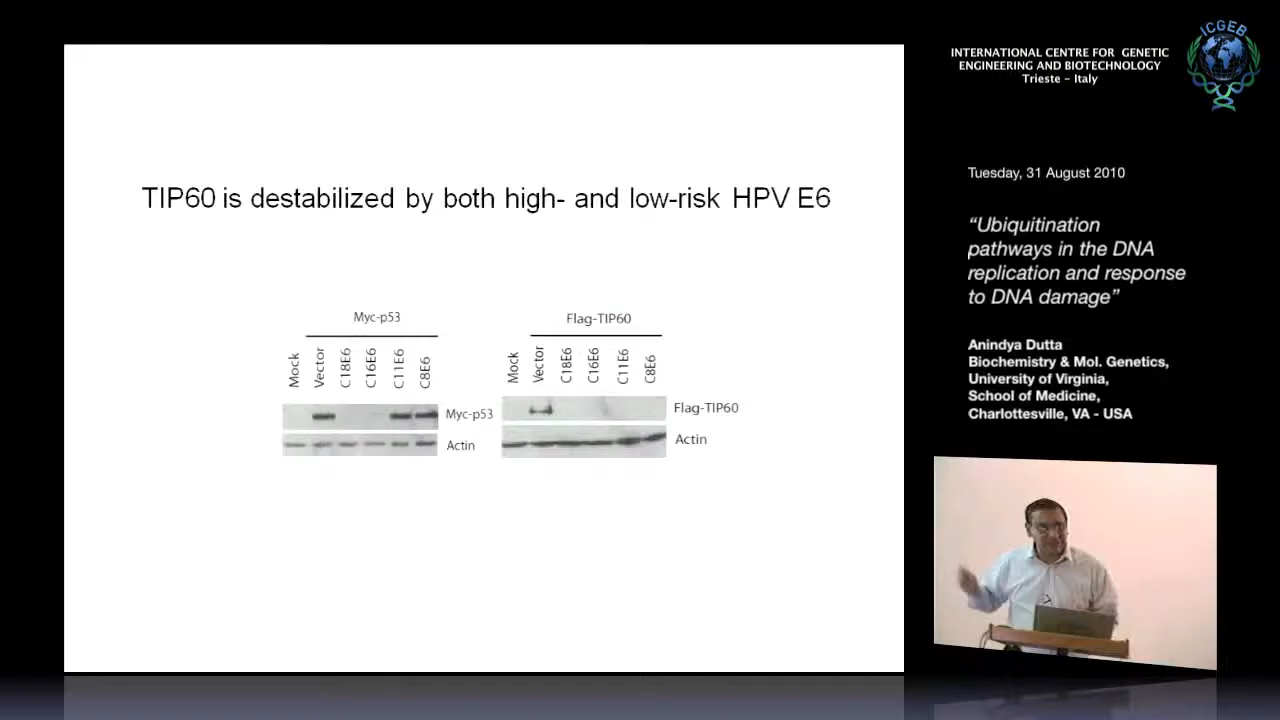 TIP60 is destabilized by both high- and low-risk HPV E6
Myc-p53
Mock
Vector
C18E6
C16E6
C11E6
C8E6
Myc-p53
Actin
Flag-TIP60
Mock
Vector
C18E6
C16E6
C11E6
C8E6
Flag-TIP60
Actin
INTERNATIONAL CENTRE FOR GENETIC
ENGINEERING AND BIOTECHNOLOGY
Trieste – Italy
ICGEB
Tuesday, 31 August 2010
“Ubiquitination
pathways in the DNA
replication and response
to DNA damage”
Anindya Dutta
Biochemistry & Mol. Genetics,
University of Virginia,
School of Medicine,
Charlottesville, VA - USA